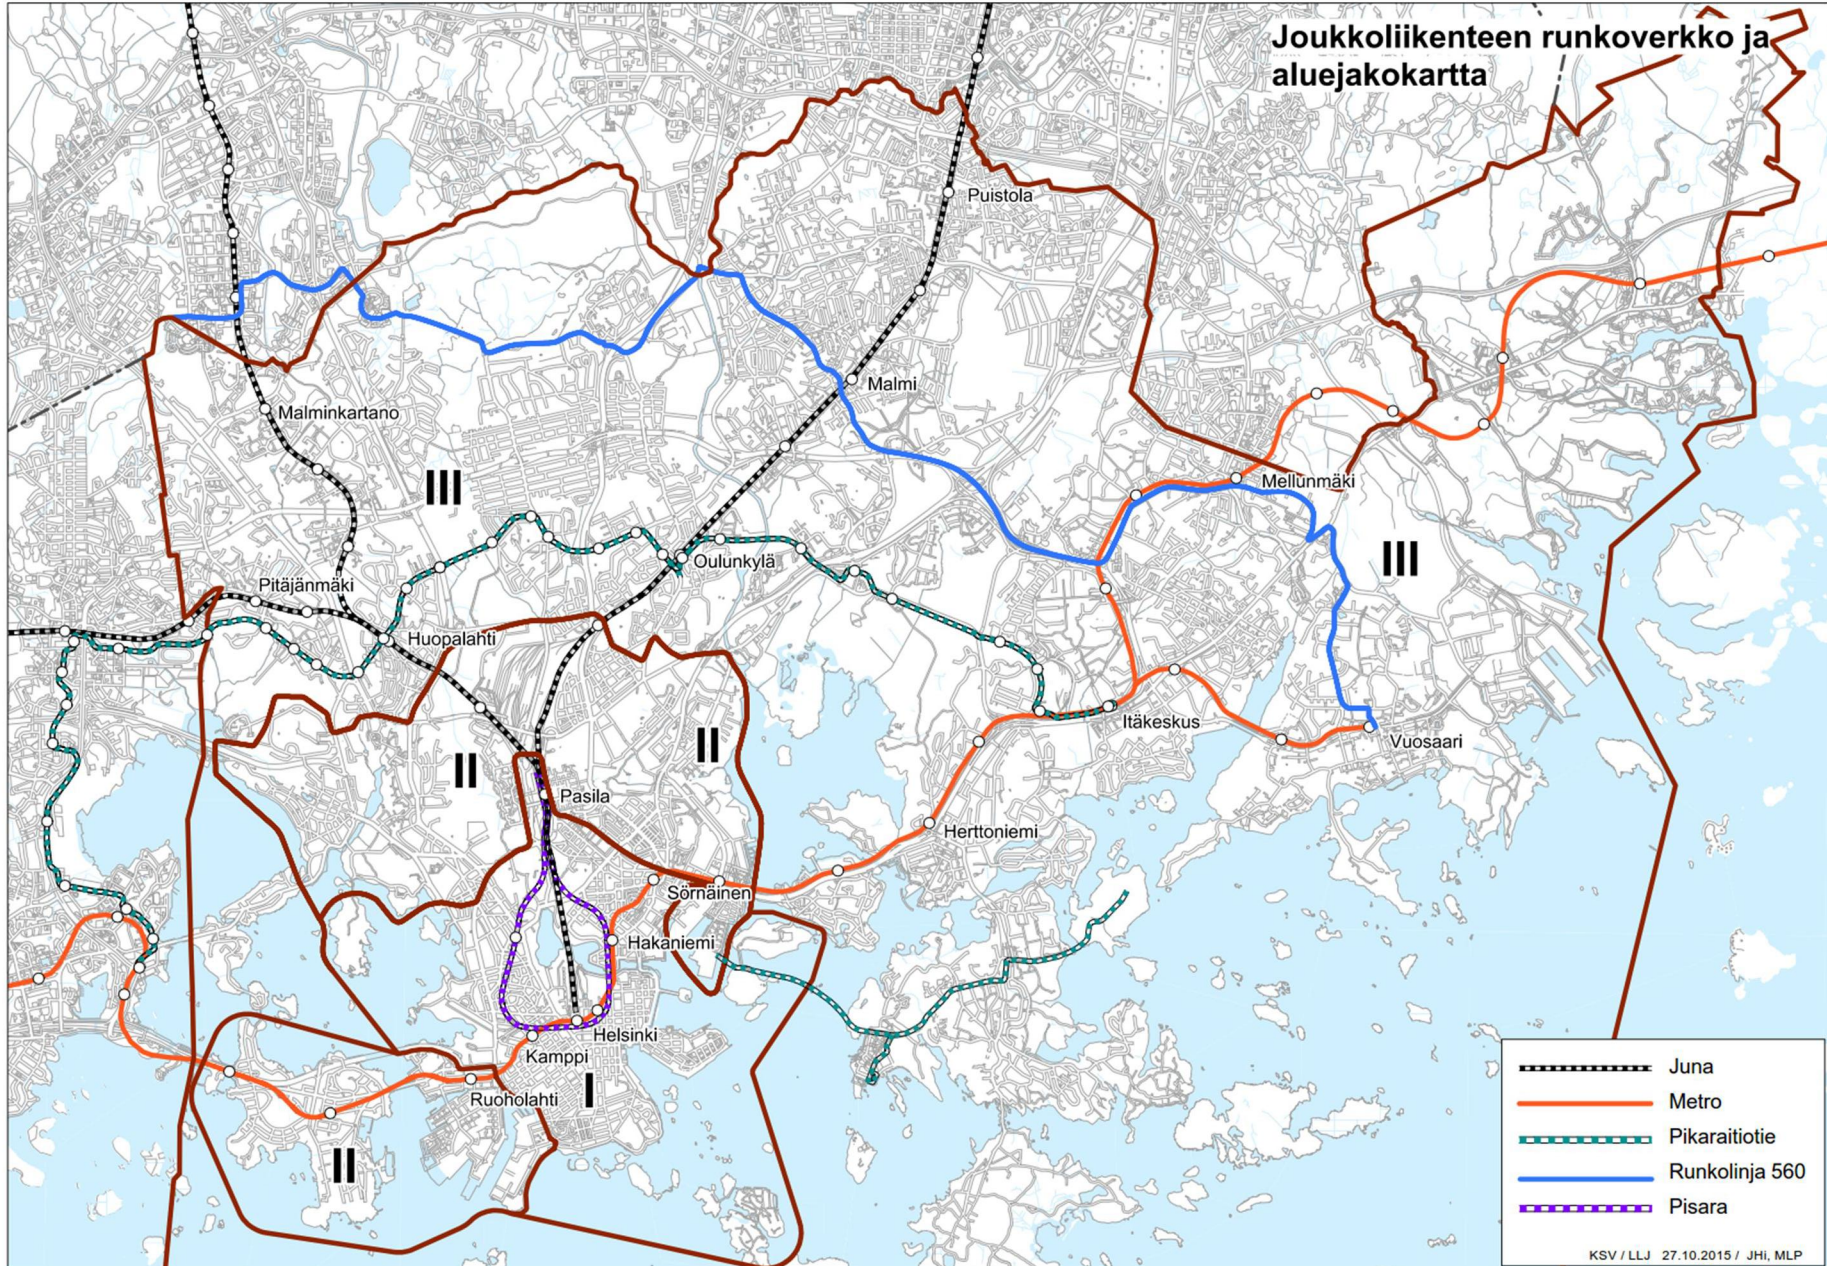 Joukkoliikenteen runkoverkko ja
aluejakokartta
Puistola
Malmi
Malminkartano
III
Mellunmäki
III
Oulunkylä
Pitäjänmäki
Huopalahti
Itäkeskus
Vuosaari
II
II
Pasila
Herttoniemi
Sörnäinen
Hakaniemi
Helsinki
Kamppi
I
Ruoholahti
II
Juna
Metro
Pikaraitiotie
Runkolinja 560
Pisara
KSV / LLJ 27.10.2015 / JHi, MLP